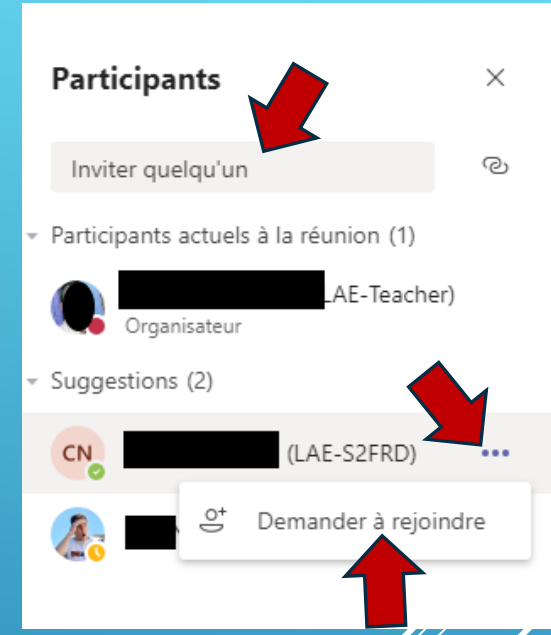 Participants
Inviter quelqu'un
Participants actuels à la réunion (1)
LAE-Teacher)
Organisateur
Suggestions (2)
CN (LAE-S2FRD)
Demander à rejoindre